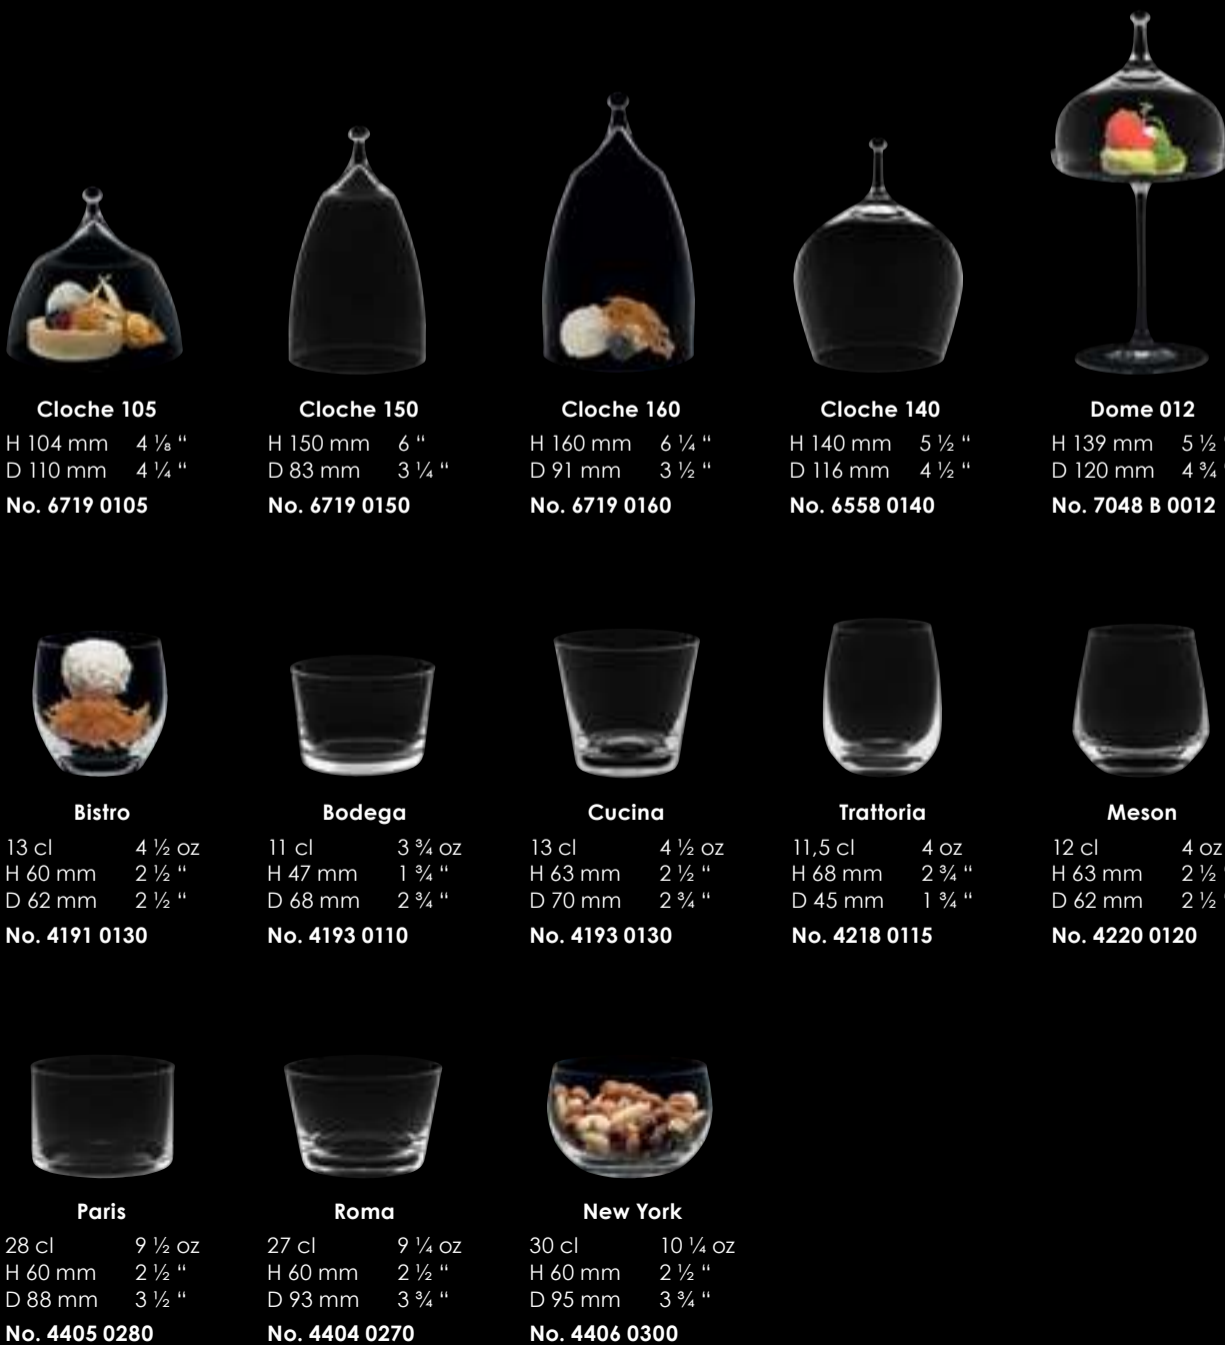 Cloche 105
H 104 mm 4 ⅛ “
D 110 mm 4 ¼ “
No. 6719 0105
Cloche 150
H 150 mm 6 “
D 83 mm 3 ¼ “
No. 6719 0150
Cloche 160
H 160 mm 6 ¼ “
D 91 mm 3 ½ “
No. 6719 0160
Cloche 140
H 140 mm 5 ½ “
D 116 mm 4 ½ “
No. 6558 0140
Dome 012
H 139 mm 5 ½
D 120 mm 4 ¾
No. 7048 B 0012
Bistro
13 cl 4 ½ oz
H 60 mm 2 ½ “
D 62 mm 2 ½ “
No. 4191 0130
Bodega
11 cl 3 ¾ oz
H 47 mm 1 ¾ “
D 68 mm 2 ¾ “
No. 4193 0110
Cucina
13 cl 4 ½ oz
H 63 mm 2 ½ “
D 70 mm 2 ¾ “
No. 4193 0130
Trattoria
11,5 cl 4 oz
H 68 mm 2 ¾ “
D 45 mm 1 ¾ “
No. 4218 0115
Meson
12 cl 4 oz
H 63 mm 2 ½ “
D 62 mm 2 ½ “
No. 4220 0120
Paris
28 cl 9 ½ oz
H 60 mm 2 ½ “
D 88 mm 3 ½ “
No. 4405 0280
Roma
27 cl 9 ¼ oz
H 60 mm 2 ½ “
D 93 mm 3 ¾ “
No. 4404 0270
New York
30 cl 10 ¼ oz
H 60 mm 2 ½ “
D 95 mm 3 ¾ “
No. 4406 0300